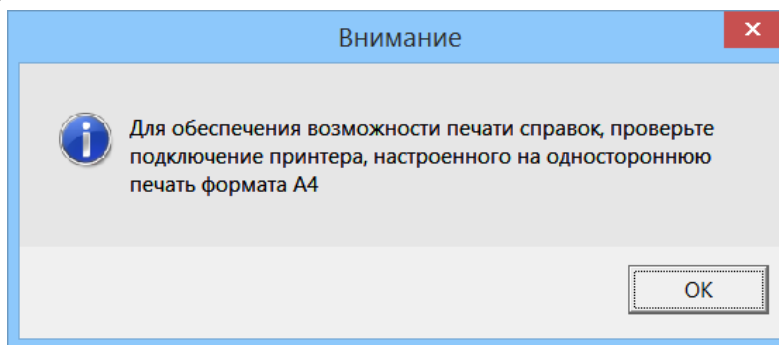 Внимание
Для обеспечения возможности печати справок, проверьте
подключение принтера, настроенного на одностороннюю
печать формата А4
OK